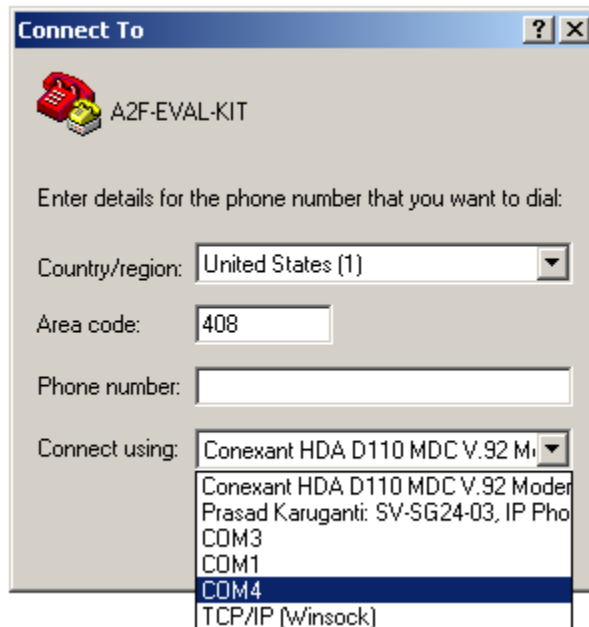 Connect To
A2F-EVAL-KIT
Enter details for the phone number that you want to dial:
Country/region: United States (1)
Area code: 408
Phone number:
Connect using: Conexant HDA D110 MDC V.92 M
Conexant HDA D110 MDC V.92 Moder
Prasad Karuganti: SV-SG24-03, IP Pho
COM3
COM1
COM4
TCP/IP (Winsock)